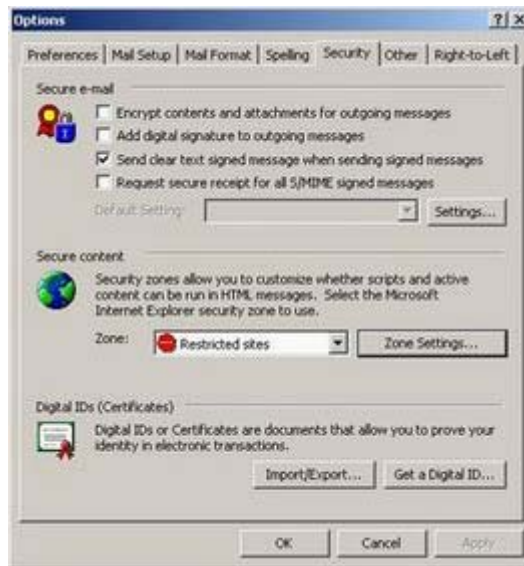 Options
Preferences Mail Setup Mail Format Spelling Security Other Right-to-Left
Secure e-mail
Encrypt contents and attachments for outgoing messages
Add digital signature to outgoing messages
Send clear text signed message when sending signed messages
Request secure receipt for all S/MIME signed messages
Default Setting: Settings...
Secure content
Security zones allow you to customize whether scripts and active
content can be run in HTML messages. Select the Microsoft
Internet Explorer security zone to use.
Zone: Restricted sites Zone Settings...
Digital IDs (Certificates)
Digital IDs or Certificates are documents that allow you to prove your
identity in electronic transactions.
Import/Export... Get a Digital ID...
OK Cancel Apply